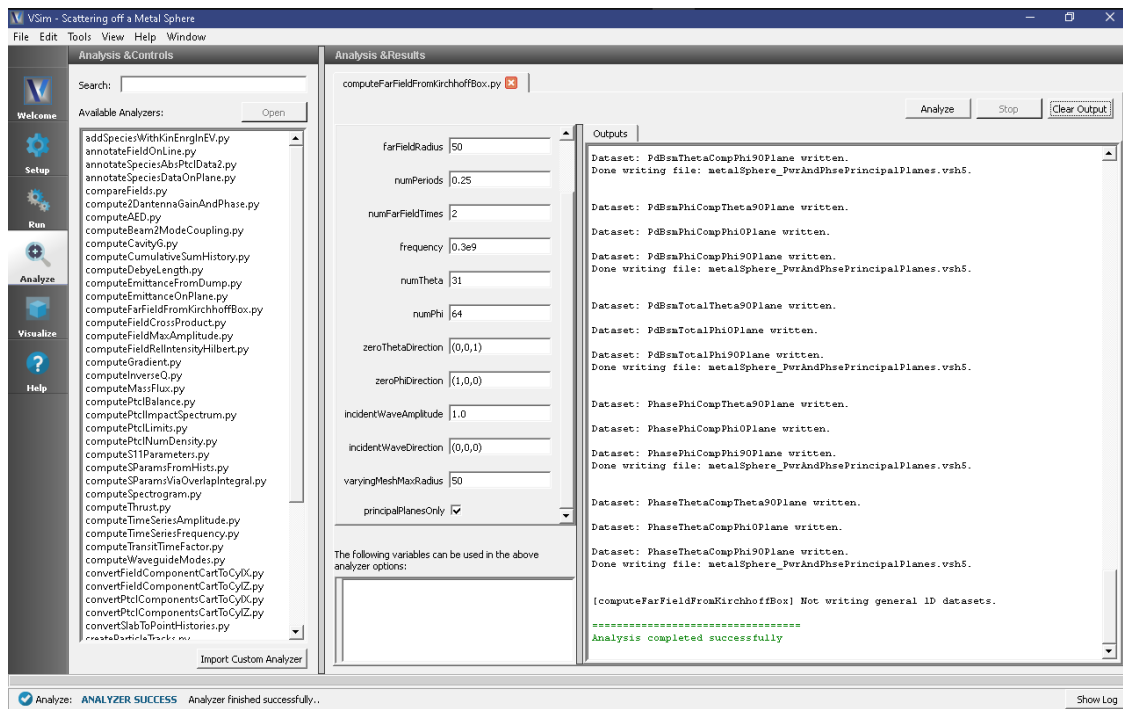 VSim - Scattering off a Metal Sphere
File Edit Tools View Help Window
Welcome
Setup
Run
Analyze
Visualize
Help
Analysis &Controls
Search:
Available Analyzers:
Open
addSpeciesWithKinEnrgInEV.py
annotateFieldOnLine.py
annotateSpeciesAbsPtclData2.py
annotateSpeciesDataOnPlane.py
compareFields.py
compute2DantennaGainAndPhase.py
computeAED.py
computeBeam2ModeCoupling.py
computeCavityG.py
computeCumulativeSumHistory.py
computeDebyeLength.py
computeEmittanceFromDump.py
computeEmittanceOnPlane.py
computeFarFieldFromKirchhoffBox.py
computeFieldCrossProduct.py
computeFieldMaxAmplitude.py
computeFieldRelIntensityHilbert.py
computeGradient.py
computeInverseQ.py
computeMassFlux.py
computePtclBalance.py
computePtclImpactSpectrum.py
computePtclLimits.py
computePtclNumDensity.py
computeS11Parameters.py
computeSParamsFromHists.py
computeSParamsViaOverlapIntegral.py
computeSpectrogram.py
computeThrust.py
computeTimeSeriesAmplitude.py
computeTimeSeriesFrequency.py
computeTransitTimeFactor.py
computeWaveguideModes.py
convertFieldComponentCartToCylX.py
convertFieldComponentCartToCylZ.py
convertPtclComponentsCartToCylX.py
convertPtclComponentsCartToCylZ.py
convertSlabToPointHistories.py
createParticleTracks.py
Import Custom Analyzer
Analysis &Results
computeFarFieldFromKirchhoffBox.py
Analyze
Stop
Clear Output
farFieldRadius 50
numPeriods 0.25
numFarFieldTimes 2
frequency 0.3e9
numTheta 31
numPhi 64
zeroThetaDirection (0,0,1)
zeroPhiDirection (1,0,0)
incidentWaveAmplitude 1.0
incidentWaveDirection (0,0,0)
varyingMeshMaxRadius 50
principalPlanesOnly
The following variables can be used in the above
analyzer options:
Outputs
Dataset: PdBsmThetaCompPhi90Plane written.
Done writing file: metalSphere_PwrAndPhsePrincipalPlanes.vsh5.
Dataset: PdBsmPhiCompTheta90Plane written.
Dataset: PdBsmPhiCompPhi0Plane written.
Dataset: PdBsmPhiCompPhi90Plane written.
Done writing file: metalSphere_PwrAndPhsePrincipalPlanes.vsh5.
Dataset: PdBsmTotalTheta90Plane written.
Dataset: PdBsmTotalPhi0Plane written.
Dataset: PdBsmTotalPhi90Plane written.
Done writing file: metalSphere_PwrAndPhsePrincipalPlanes.vsh5.
Dataset: PhasePhiCompTheta90Plane written.
Dataset: PhasePhiCompPhi0Plane written.
Dataset: PhasePhiCompPhi90Plane written.
Done writing file: metalSphere_PwrAndPhsePrincipalPlanes.vsh5.
Dataset: PhaseThetaCompTheta90Plane written.
Dataset: PhaseThetaCompPhi0Plane written.
Dataset: PhaseThetaCompPhi90Plane written.
Done writing file: metalSphere_PwrAndPhsePrincipalPlanes.vsh5.
[computeFarFieldFromKirchhoffBox] Not writing general 1D datasets.
=================================
Analysis completed successfully
Analyze: ANALYZER SUCCESS Analyzer finished successfully..
Show Log